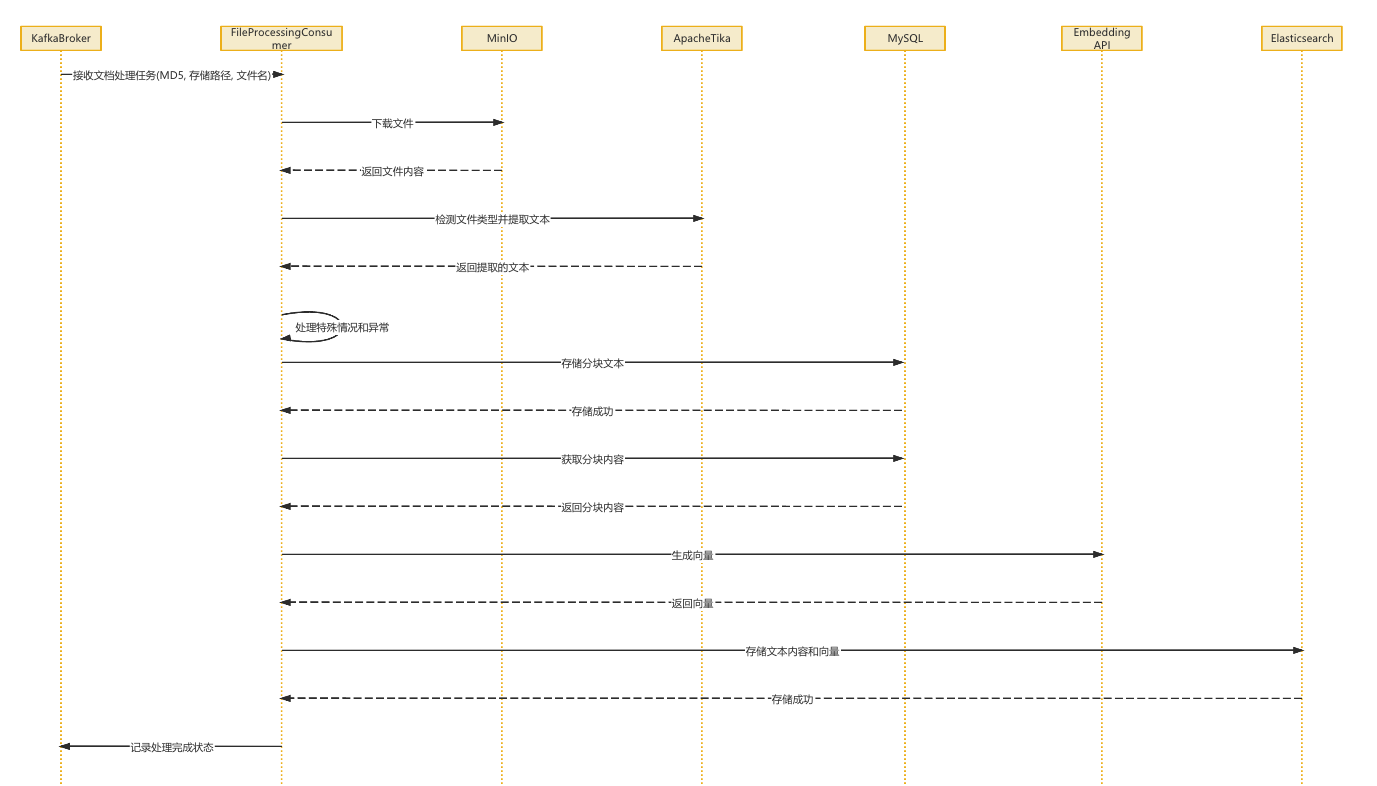 KafkaBroker
FileProcessingConsu
mer
MinIO
ApacheTika
MySQL
Embedding
API
Elasticsearch
接收文档处理任务(MD5, 存储路径, 文件名)
下载文件
返回文件内容
检测文件类型并提取文本
返回提取的文本
处理特殊情况和异常
存储分块文本
存储成功
获取分块内容
返回分块内容
生成向量
返回向量
存储文本内容和向量
存储成功
记录处理完成状态